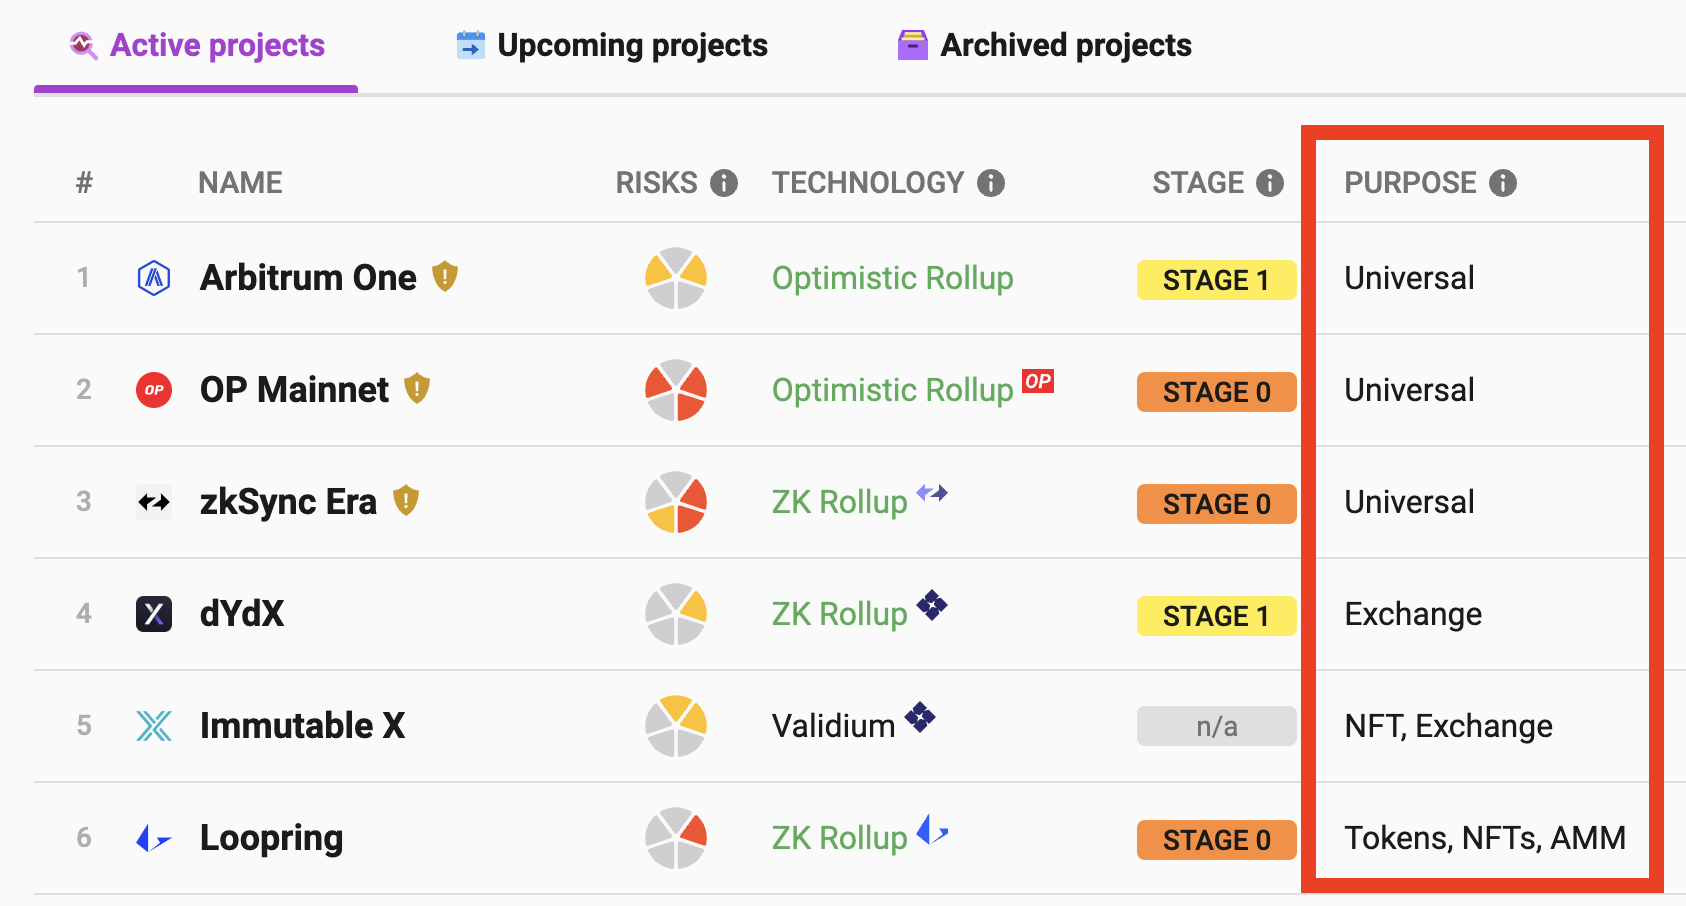 Active projects Upcoming projects Archived projects
# NAME RISKS TECHNOLOGY STAGE PURPOSE
1 Arbitrum One Optimistic Rollup STAGE 1 Universal
2 OP OP Mainnet Optimistic Rollup OP STAGE 0 Universal
3 zkSync Era ZK Rollup STAGE 0 Universal
4 dYdX ZK Rollup STAGE 1 Exchange
5 Immutable X Validium n/a NFT, Exchange
6 Loopring ZK Rollup STAGE 0 Tokens, NFTs, AMM